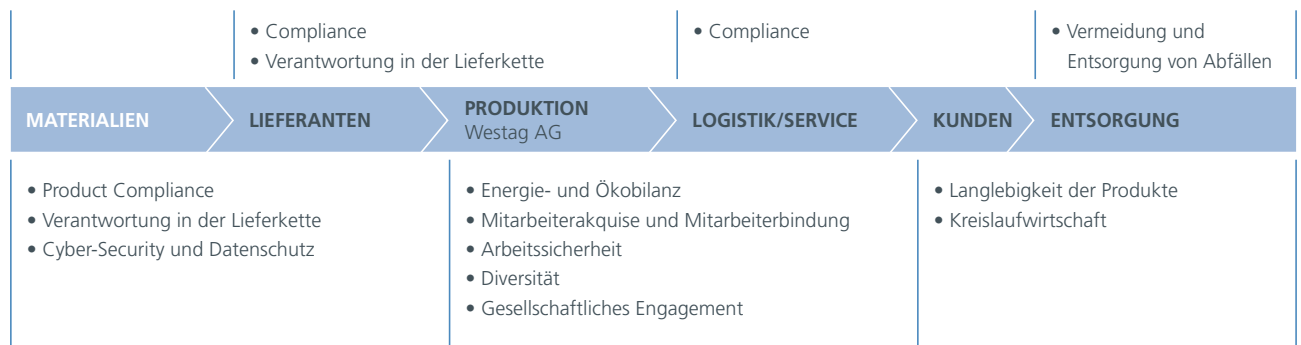 • Compliance
• Verantwortung in der Lieferkette
• Compliance
• Vermeidung und
Entsorgung von Abfällen
MATERIALIEN
LIEFERANTEN
PRODUKTION
Westag AG
LOGISTIK/SERVICE
KUNDEN
ENTSORGUNG
• Product Compliance
• Verantwortung in der Lieferkette
• Cyber-Security und Datenschutz
• Energie- und Ökobilanz
• Mitarbeiterakquise und Mitarbeiterbindung
• Arbeitssicherheit
• Diversität
• Gesellschaftliches Engagement
• Langlebigkeit der Produkte
• Kreislaufwirtschaft